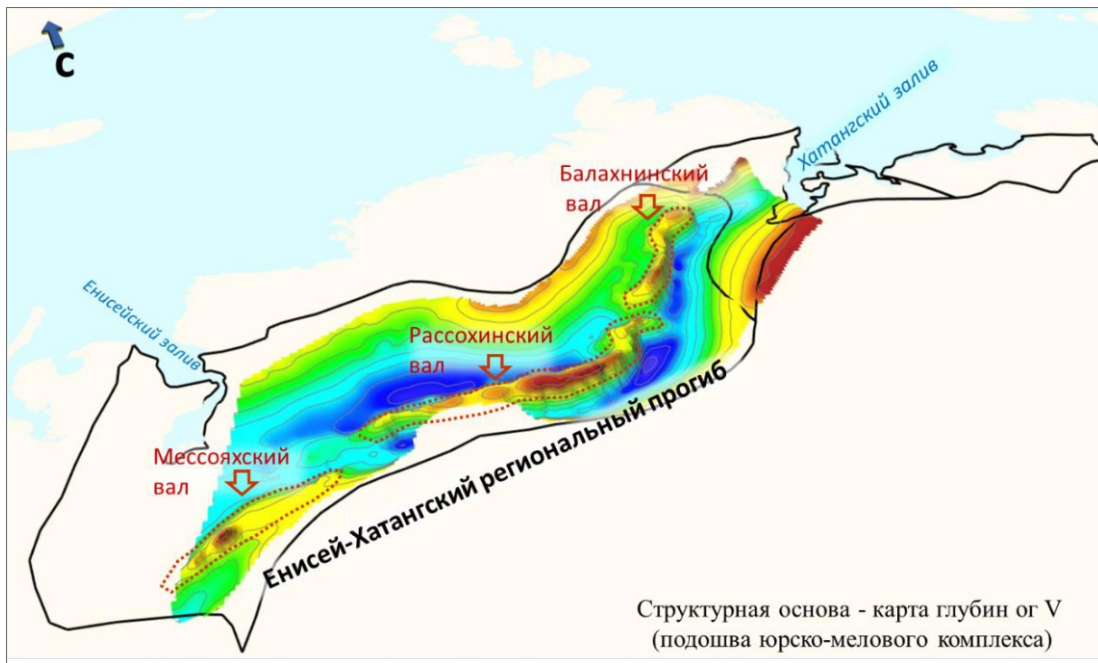 С
Хатангский залив
Балахнинский
вал
Енисейский залив
Рассохинский
вал
Мессояхский
вал
Енисей-Хатангский региональный прогиб
Структурная основа - карта глубин ог V
(подошва юрско-мелового комплекса)